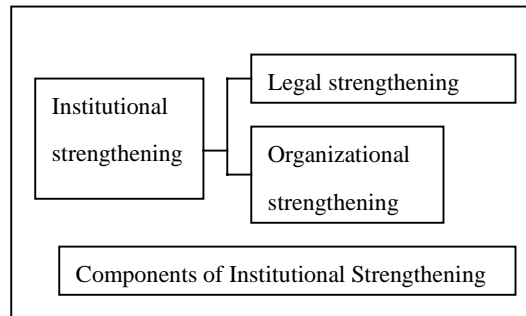 Institutional
strengthening
Legal strengthening
Organizational
strengthening
Components of Institutional Strengthening